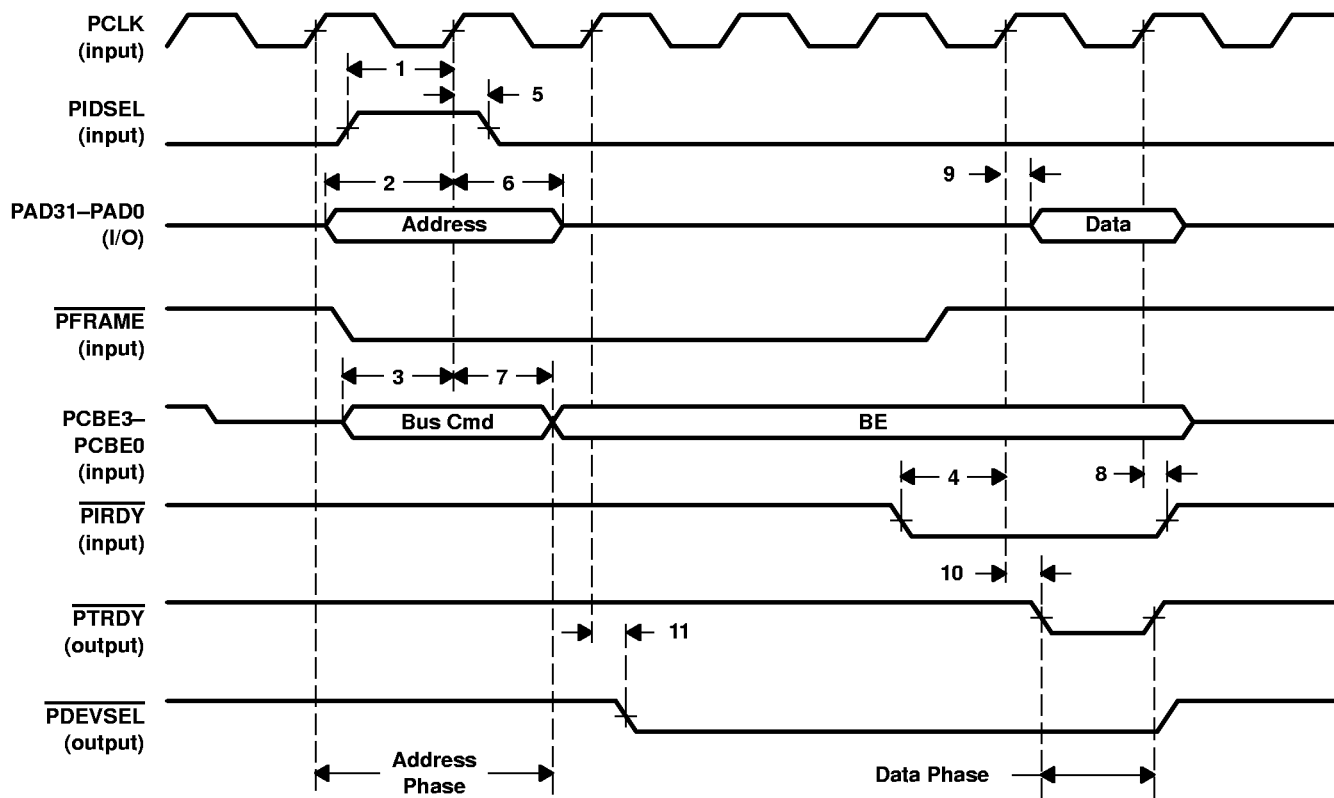 PCLK
(input)
1
5
PIDSEL
(input)
9
2
6
PAD31–PAD0
(I/O)
Address
Data
PFRAME
(input)
3
7
PCBE3–
PCBE0
(input)
Bus Cmd
BE
4
8
PIRDY
(input)
10
PTRDY
(output)
11
PDEVSEL
(output)
Address
Phase
Data Phase